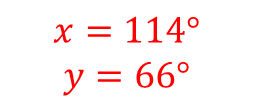 x = 114°
y = 66°